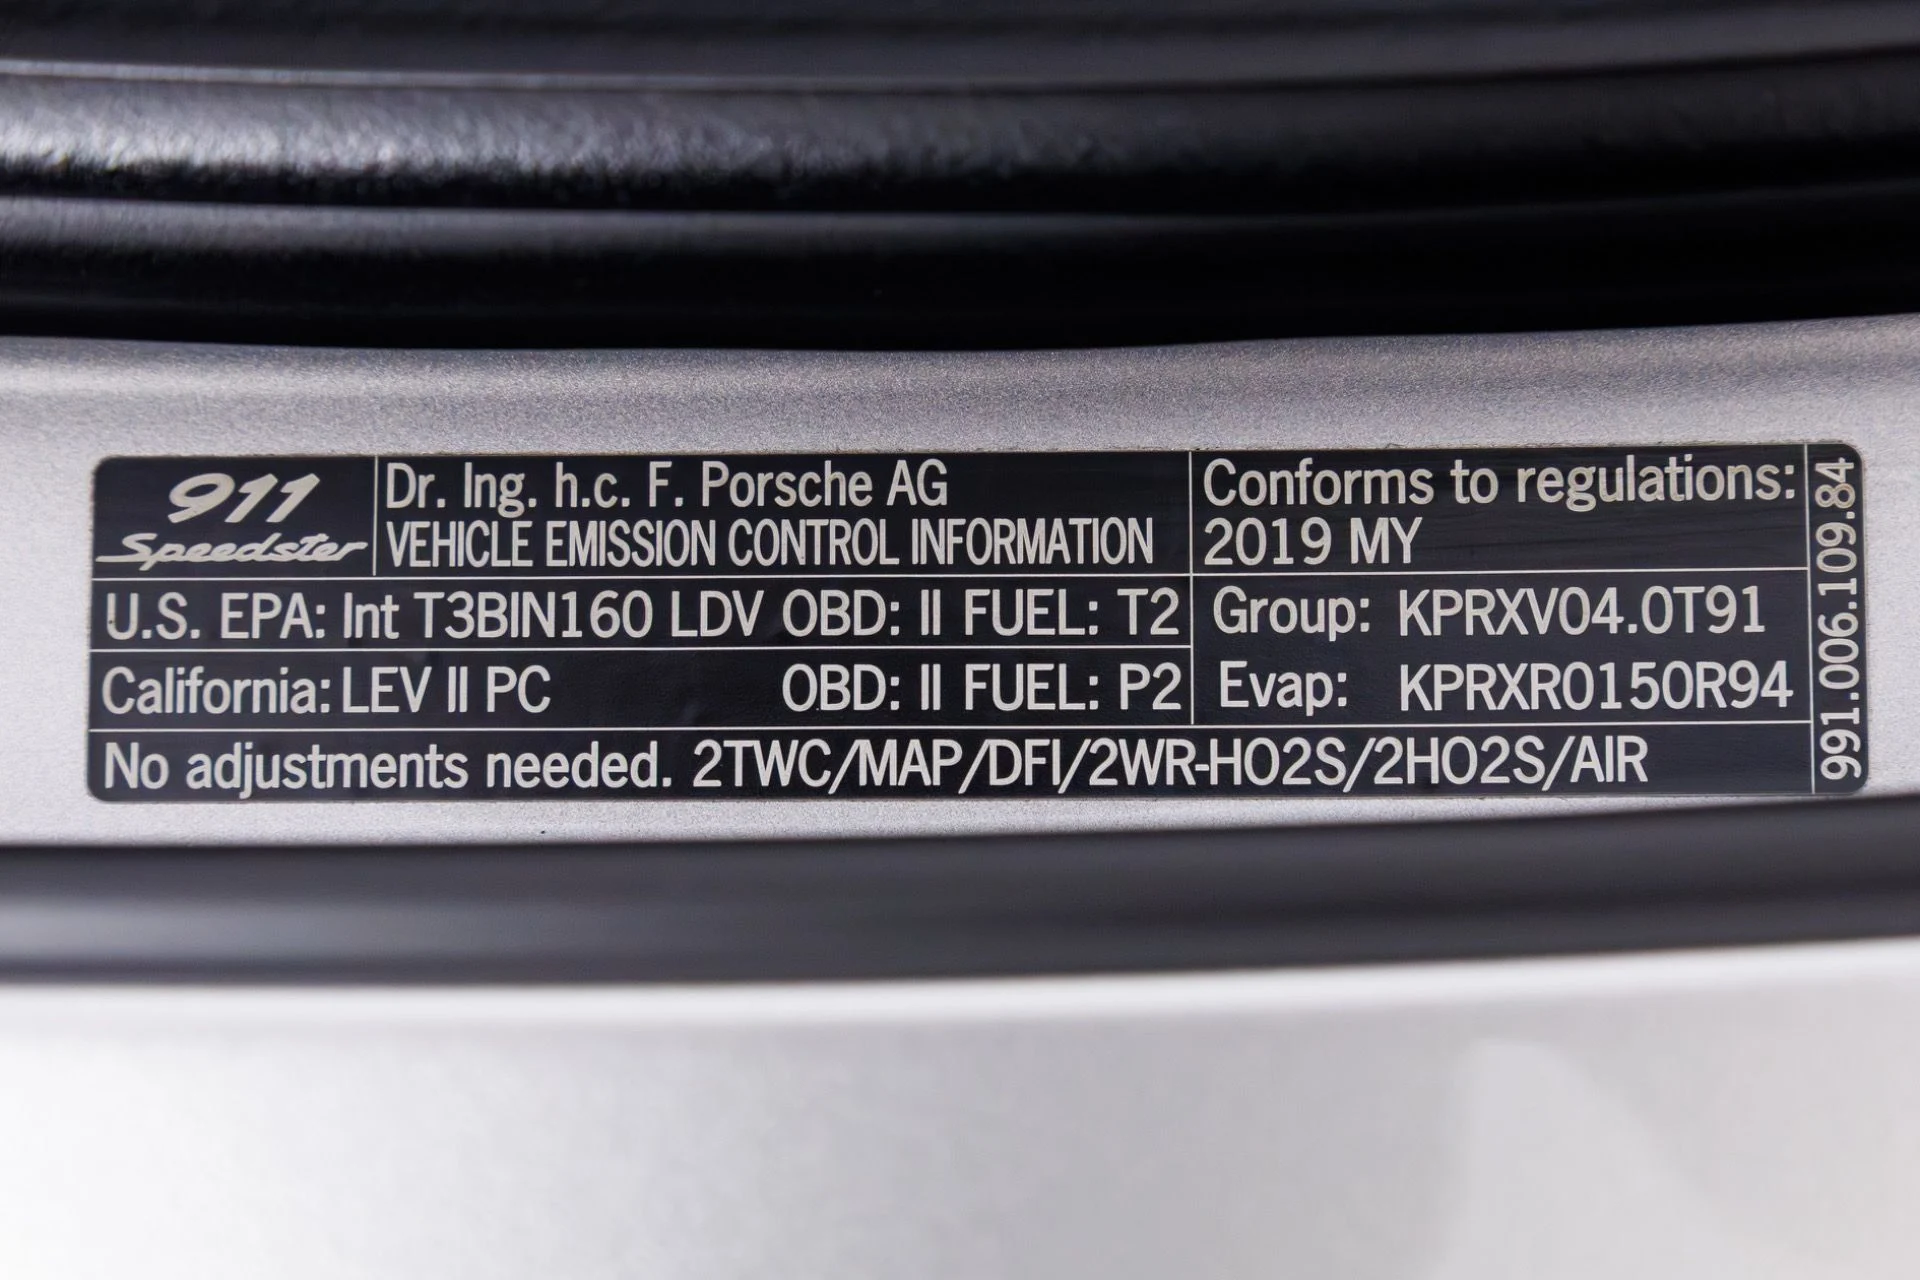 911
Speedster
Dr. Ing. h.c. F. Porsche AG
VEHICLE EMISSION CONTROL INFORMATION
Conforms to regulations:
2019 MY
U.S. EPA: Int T3BIN160 LDV OBD: II FUEL: T2
California: LEV II PC OBD: II FUEL: P2
Group: KPRXV04.0T91
Evap: KPRXR0150R94
No adjustments needed. 2TWC/MAP/DFI/2WR-HO2S/2HO2S/AIR
991.006.109.84